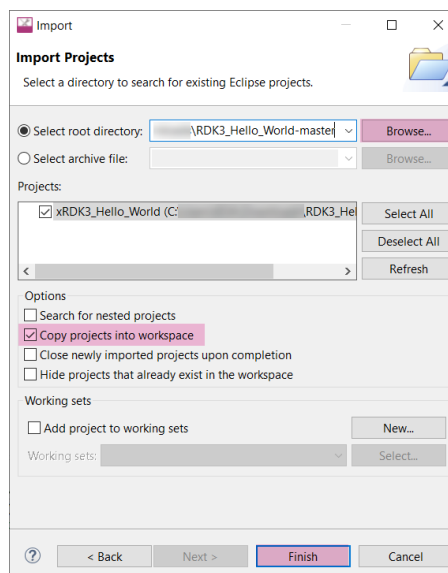 Import
Import Projects
Select a directory to search for existing Eclipse projects.
Select root directory: \RDK3_Hello_World-master Browse...
Select archive file: Browse...
Projects:
xRDK3_Hello_World (C: \RDK3_Hel
Select All
Deselect All
Refresh
Options
Search for nested projects
Copy projects into workspace
Close newly imported projects upon completion
Hide projects that already exist in the workspace
Working sets
Add project to working sets New...
Working sets: Select...
? < Back Next > Finish Cancel